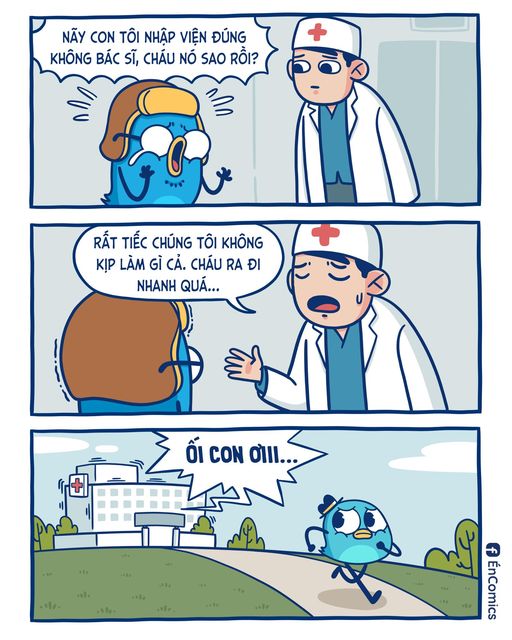 NÃY CON TÔI NHẬP VIỆN ĐÚNG
KHÔNG BÁC SĨ, CHÁU NÓ SAO RỒI?
RẤT TIẾC CHÚNG TÔI KHÔNG
KỊP LÀM GÌ CẢ. CHÁU RA ĐI
NHANH QUÁ...
ỐI CON ƠIII...
ÉnComics